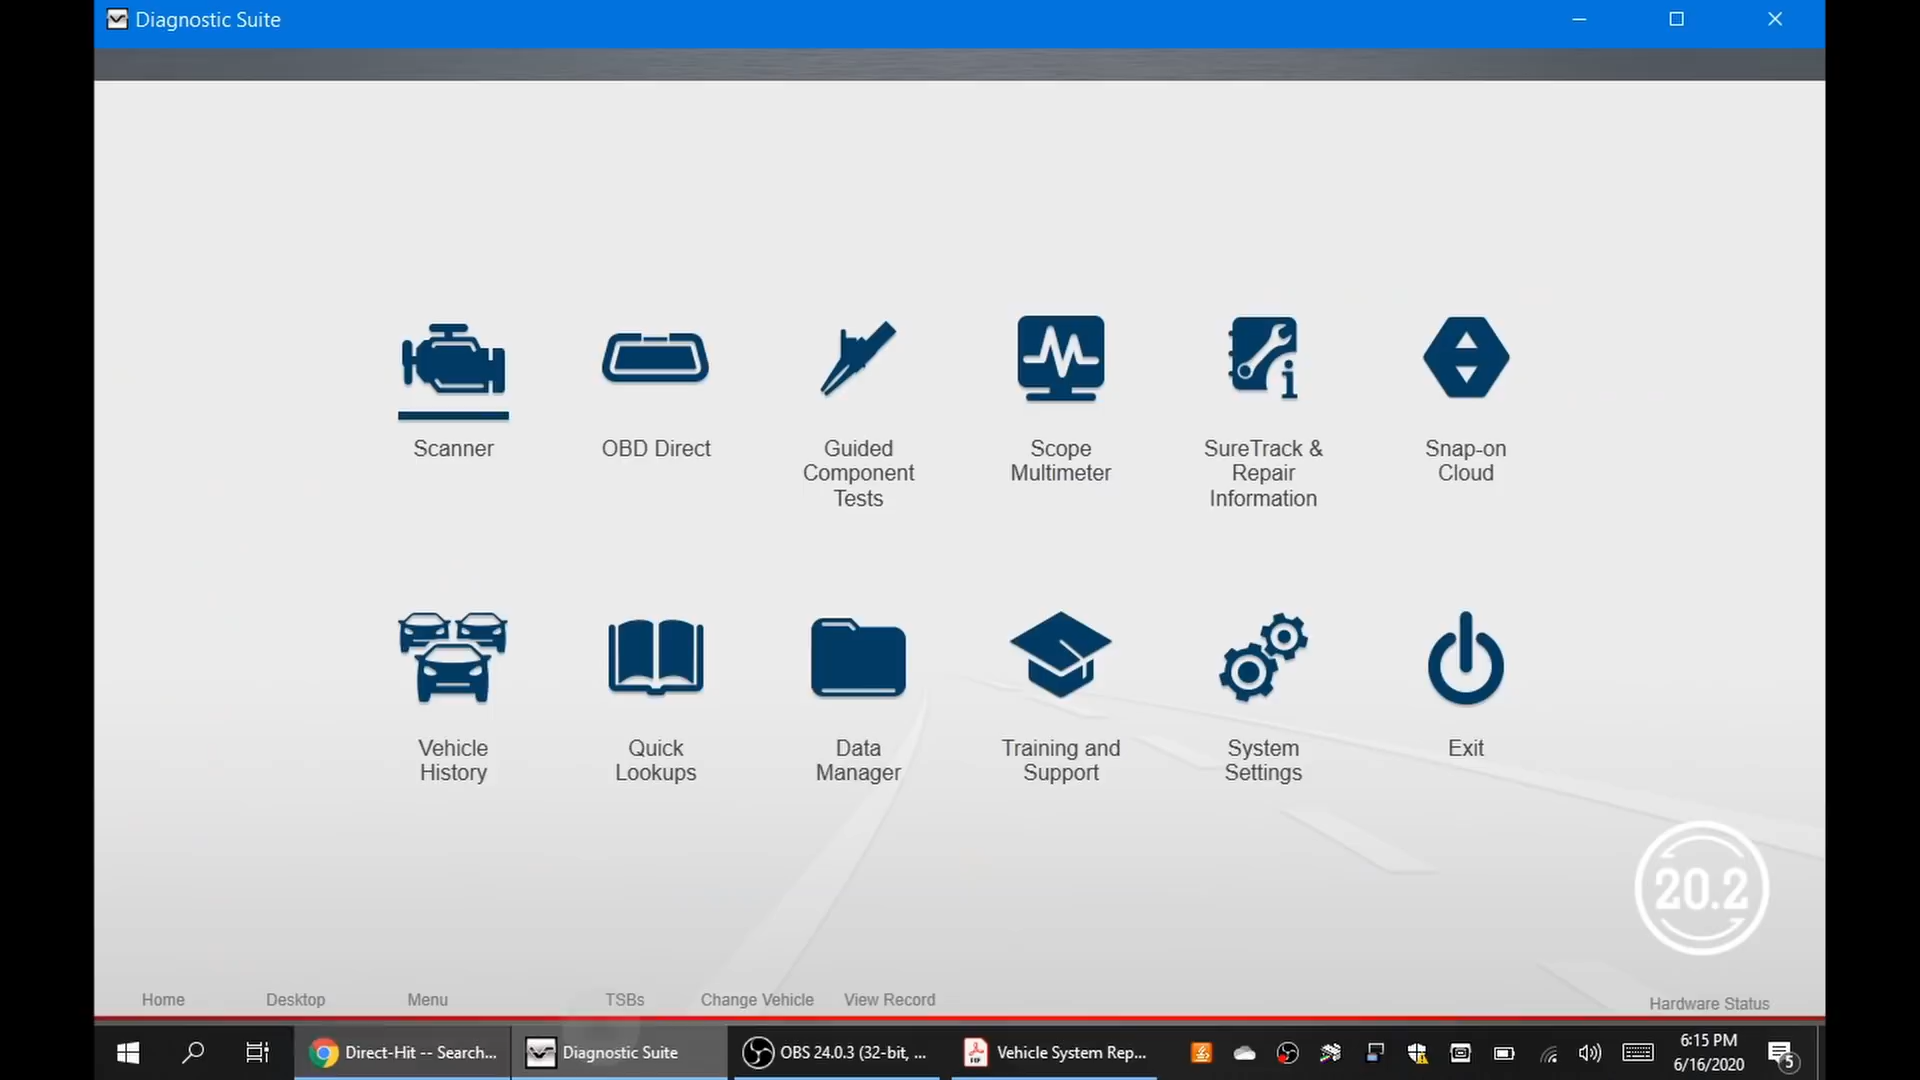 Diagnostic Suite
Scanner
OBD Direct
Guided
Component
Tests
Scope
Multimeter
SureTrack &
Repair
Information
Snap-on
Cloud
Vehicle
History
Quick
Lookups
Data
Manager
Training and
Support
System
Settings
Exit
20.2
Home
Desktop
Menu
TSBs
Change Vehicle
View Record
Hardware Status
Direct-Hit -- Search...
Diagnostic Suite
OBS 24.0.3 (32-bit, ...
Vehicle System Rep...
6:15 PM
6/16/2020
5